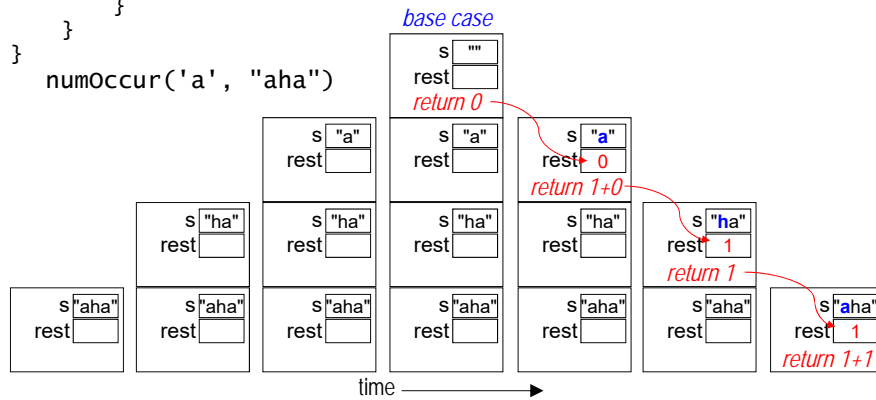 }
}
}
numOccur('a', "aha")
base case
s ""
rest
return 0
s "a"
rest
s "a"
rest
s "a"
rest 0
return 1+0
s "ha"
rest
s "ha"
rest
s "ha"
rest
s "ha"
rest
s "ha"
rest 1
return 1
s "aha"
rest
s "aha"
rest
s "aha"
rest
s "aha"
rest
s "aha"
rest
s "aha"
rest
s "aha"
rest 1
return 1+1
time